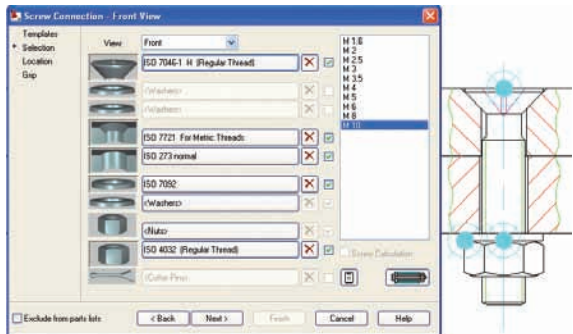 Screw Connection - Front View
Templates
Selection
Location
Grip
View
Front
ISO 7046-1 H (Regular Thread)
<Washers>
<Washers>
ISO 7721 For Metric Threads
ISO 273 normal
ISO 7092
<Washers>
<Nuts>
ISO 4032 (Regular Thread)
<Cotter Pins>
M 1.6
M 2
M 2.5
M 3
M 3.5
M 4
M 5
M 6
M 8
M 10
Screw Calculation
Exclude from parts lists
< Back
Next >
Finish
Cancel
Help